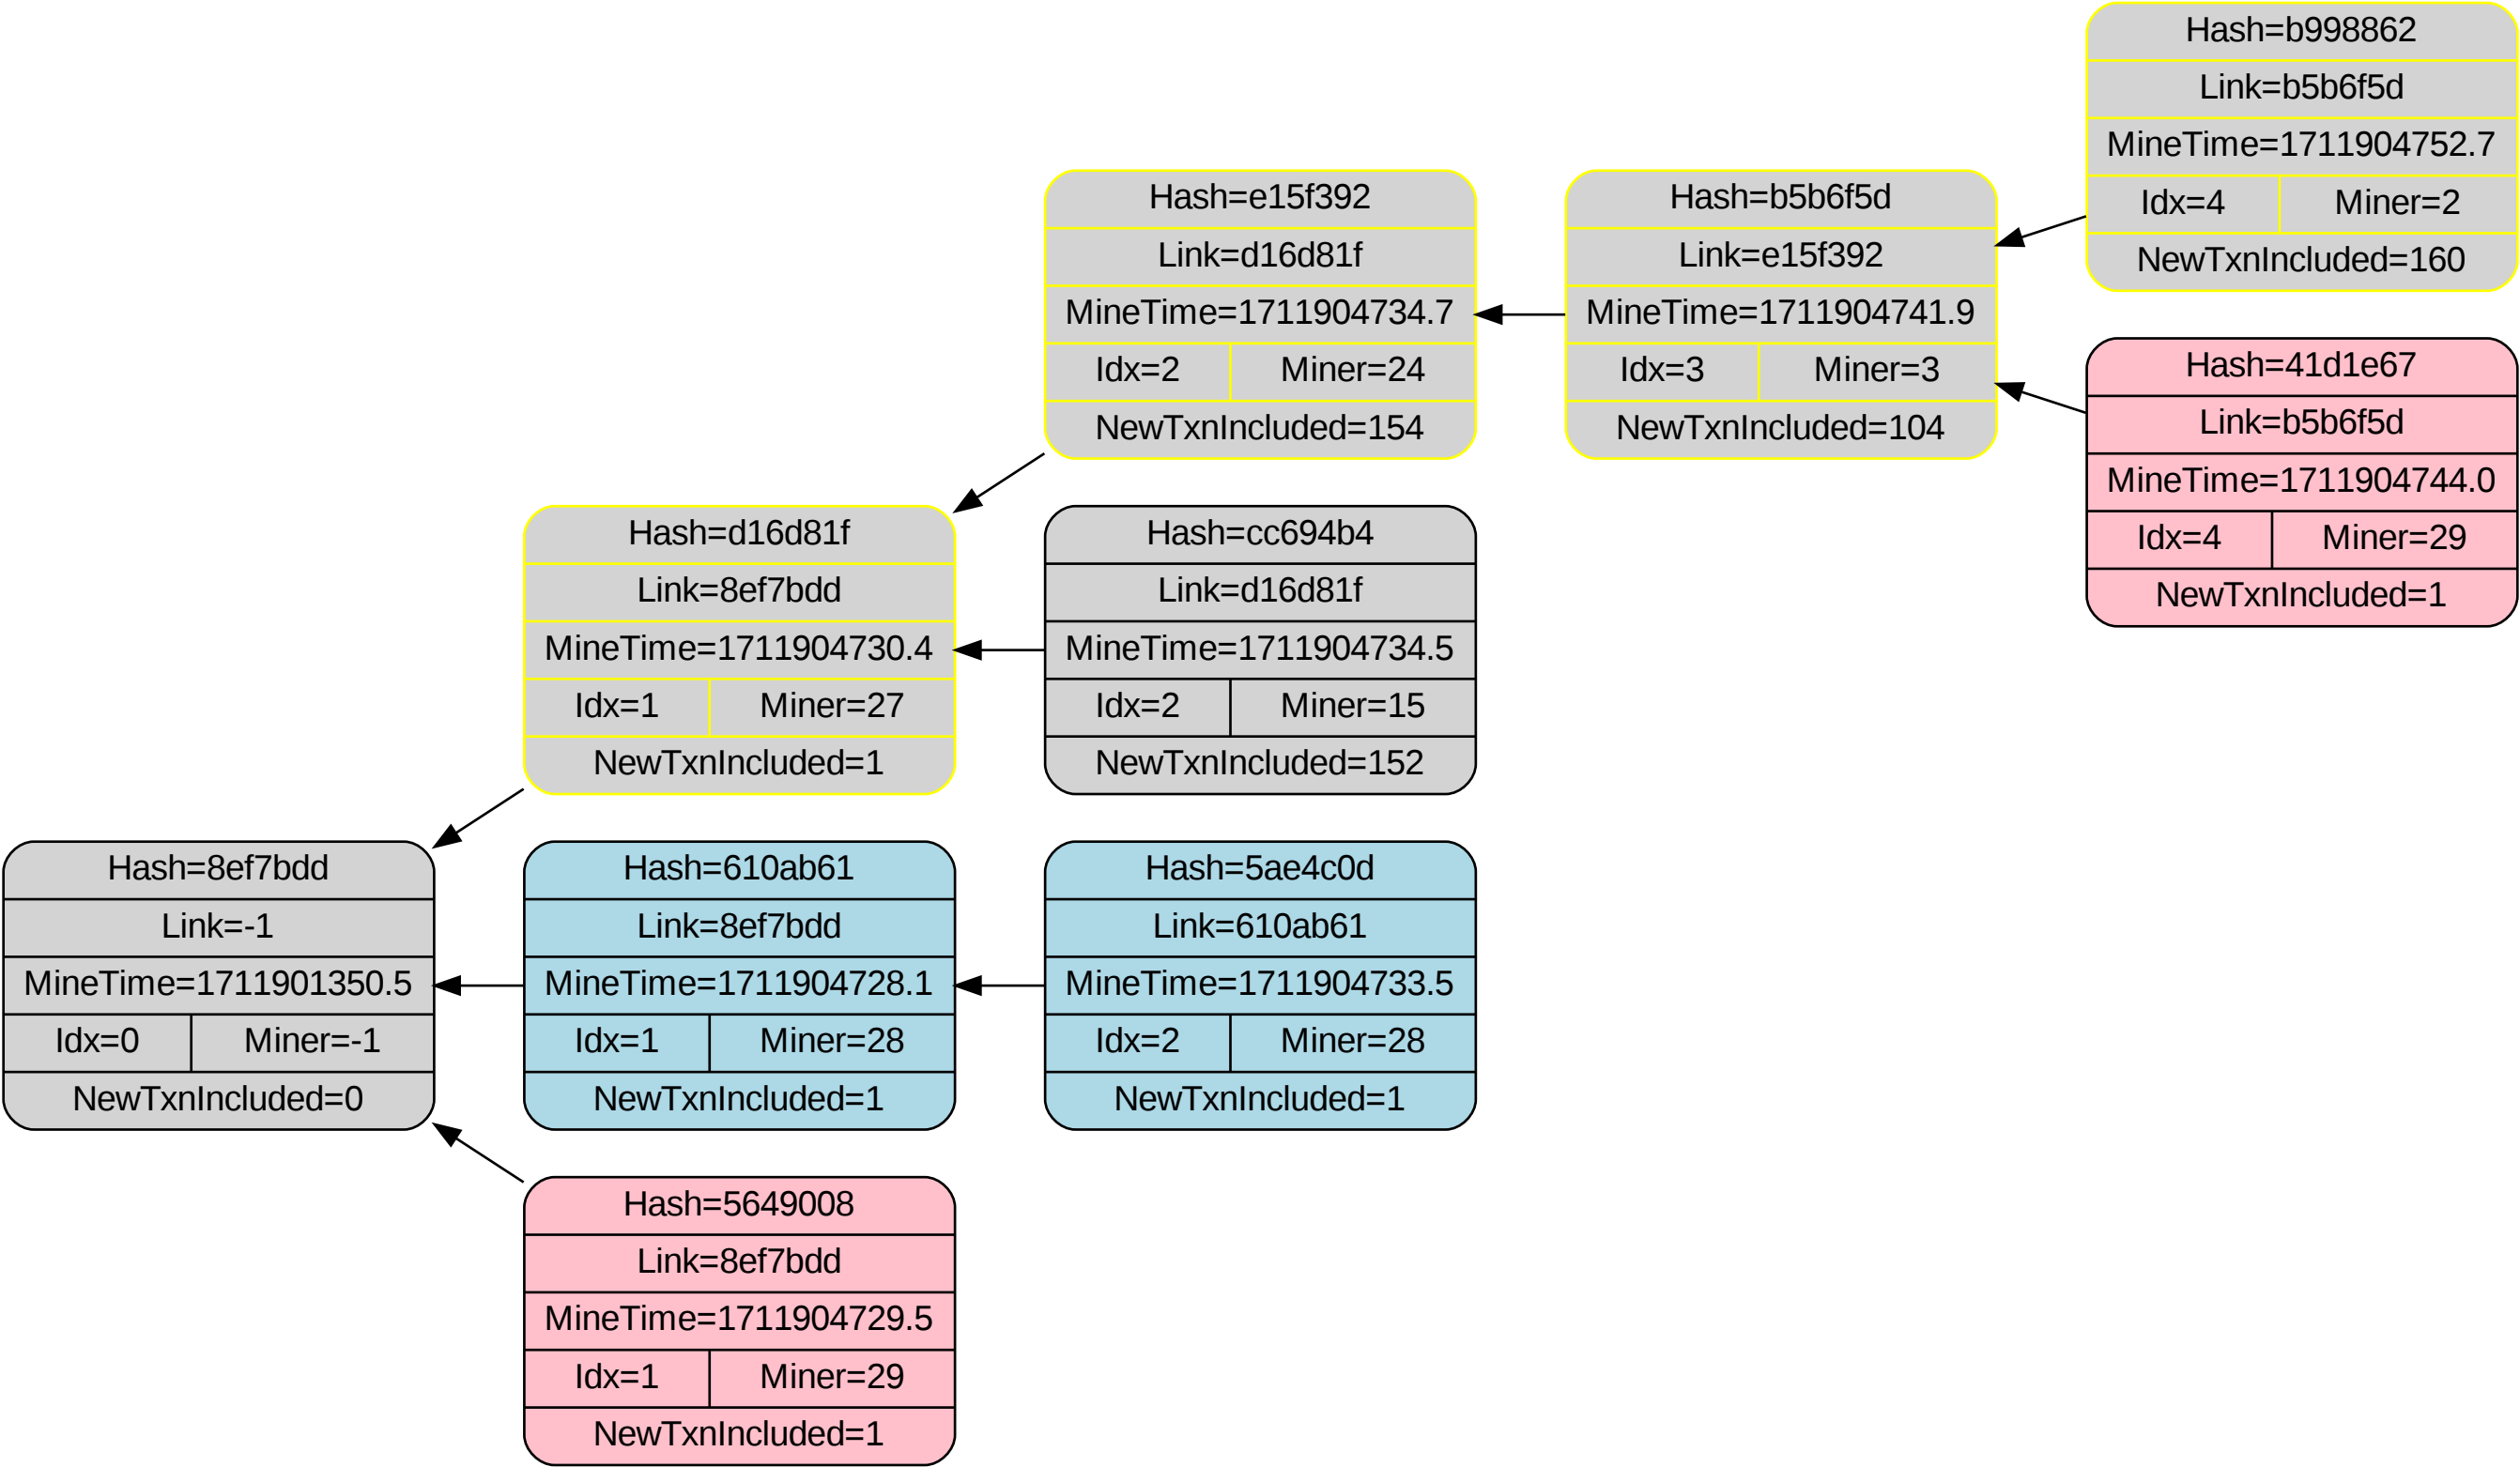 Hash=b998862
Link=b5b6f5d
MineTime=1711904752.7
Idx=4 Miner=2
NewTxnIncluded=160
Hash=e15f392
Link=d16d81f
MineTime=1711904734.7
Idx=2 Miner=24
NewTxnIncluded=154
Hash=b5b6f5d
Link=e15f392
MineTime=1711904741.9
Idx=3 Miner=3
NewTxnIncluded=104
Hash=41d1e67
Link=b5b6f5d
MineTime=1711904744.0
Idx=4 Miner=29
NewTxnIncluded=1
Hash=d16d81f
Link=8ef7bdd
MineTime=1711904730.4
Idx=1 Miner=27
NewTxnIncluded=1
Hash=cc694b4
Link=d16d81f
MineTime=1711904734.5
Idx=2 Miner=15
NewTxnIncluded=152
Hash=8ef7bdd
Link=-1
MineTime=1711901350.5
Idx=0 Miner=-1
NewTxnIncluded=0
Hash=610ab61
Link=8ef7bdd
MineTime=1711904728.1
Idx=1 Miner=28
NewTxnIncluded=1
Hash=5ae4c0d
Link=610ab61
MineTime=1711904733.5
Idx=2 Miner=28
NewTxnIncluded=1
Hash=5649008
Link=8ef7bdd
MineTime=1711904729.5
Idx=1 Miner=29
NewTxnIncluded=1